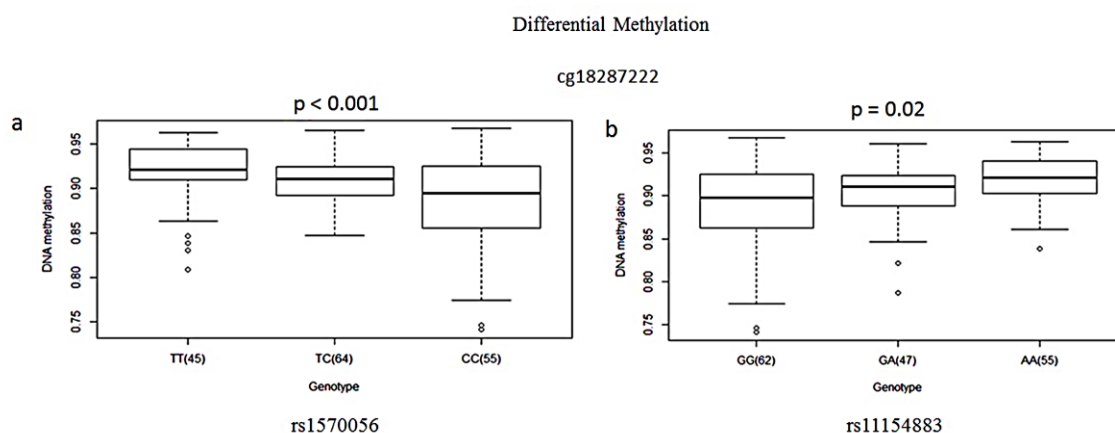 Differential Methylation
cg18287222
a
p < 0.001
DNA methylation
0.95
0.90
0.85
0.80
0.75
TT(45) TC(64) CC(55)
Genotype
rs1570056
b
p = 0.02
DNA methylation
0.95
0.90
0.85
0.80
0.75
GG(62) GA(47) AA(55)
Genotype
rs11154883